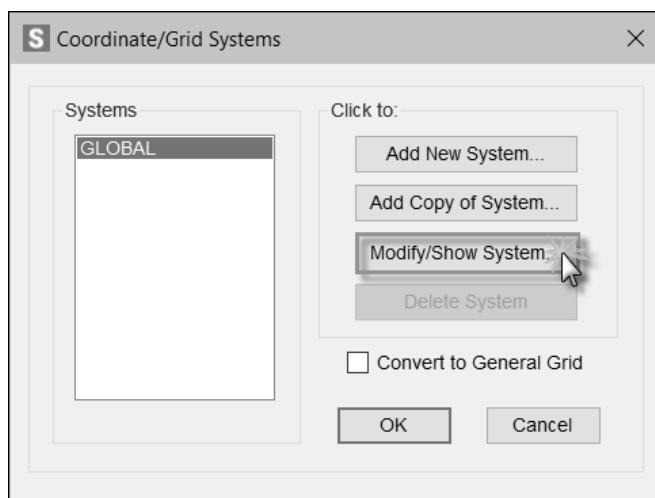 S Coordinate/Grid Systems
Systems
GLOBAL
Click to:
Add New System...
Add Copy of System...
Modify/Show System...
Delete System
Convert to General Grid
OK
Cancel